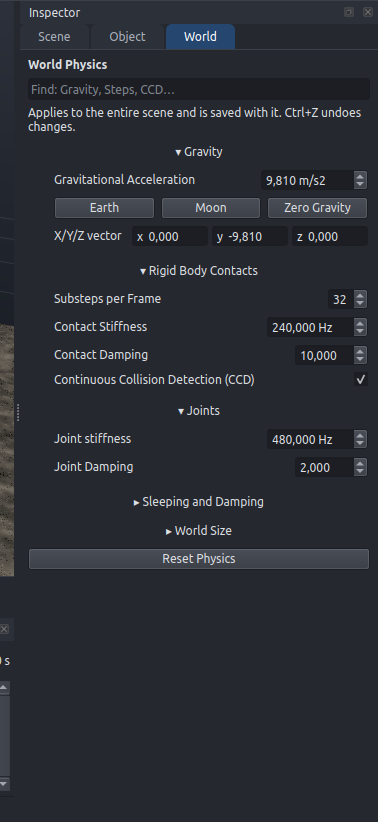 Inspector
Scene Object World
World Physics
Find: Gravity, Steps, CCD...
Applies to the entire scene and is saved with it. Ctrl+Z undoes
changes.
▾ Gravity
Gravitational Acceleration 9,810 m/s2
Earth Moon Zero Gravity
X/Y/Z vector x 0,000 y -9,810 z 0,000
▾ Rigid Body Contacts
Substeps per Frame 32
Contact Stiffness 240,000 Hz
Contact Damping 10,000
Continuous Collision Detection (CCD) ✓
▾ Joints
Joint stiffness 480,000 Hz
Joint Damping 2,000
▸ Sleeping and Damping
▸ World Size
Reset Physics
s